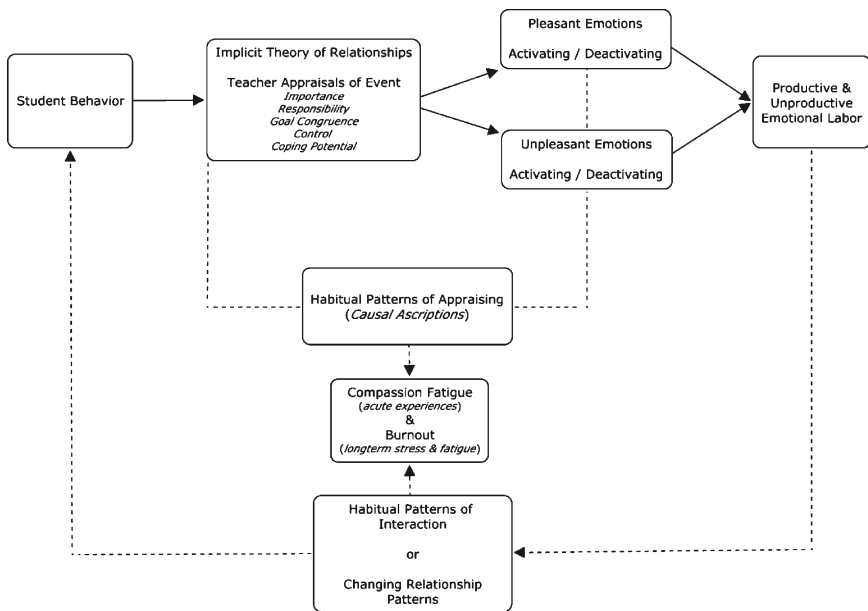 Student Behavior
Implicit Theory of Relationships
Teacher Appraisals of Event
Importance
Responsibility
Goal Congruence
Control
Coping Potential
Pleasant Emotions
Activating / Deactivating
Unpleasant Emotions
Activating / Deactivating
Productive &
Unproductive
Emotional Labor
Habitual Patterns of Appraising
(Causal Ascriptions)
Compassion Fatigue
(acute experiences)
&
Burnout
(longterm stress & fatigue)
Habitual Patterns of
Interaction
or
Changing Relationship
Patterns